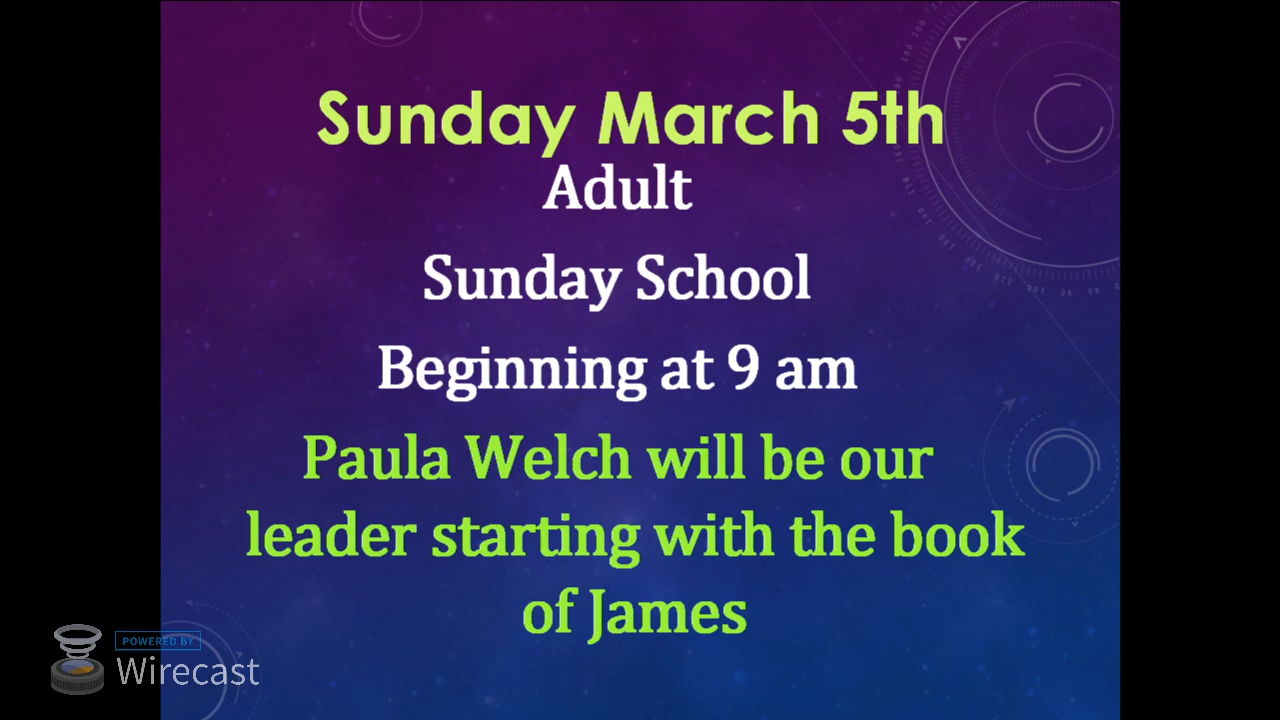 Sunday March 5th
Adult
Sunday School
Beginning at 9 am
Paula Welch will be our
leader starting with the book
of James
POWERED BY
Wirecast